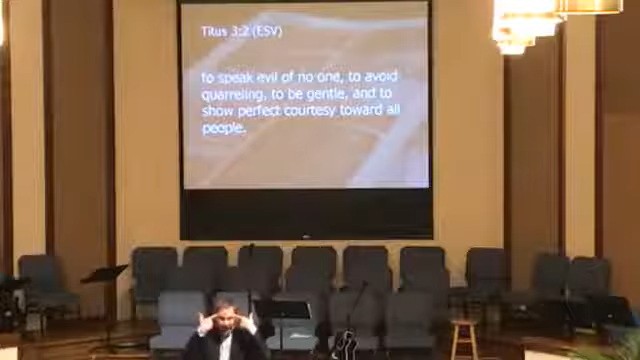 Titus 3:2 (ESV)
to speak evil of no one, to avoid
quarreling, to be gentle, and to
show perfect courtesy toward all
people.